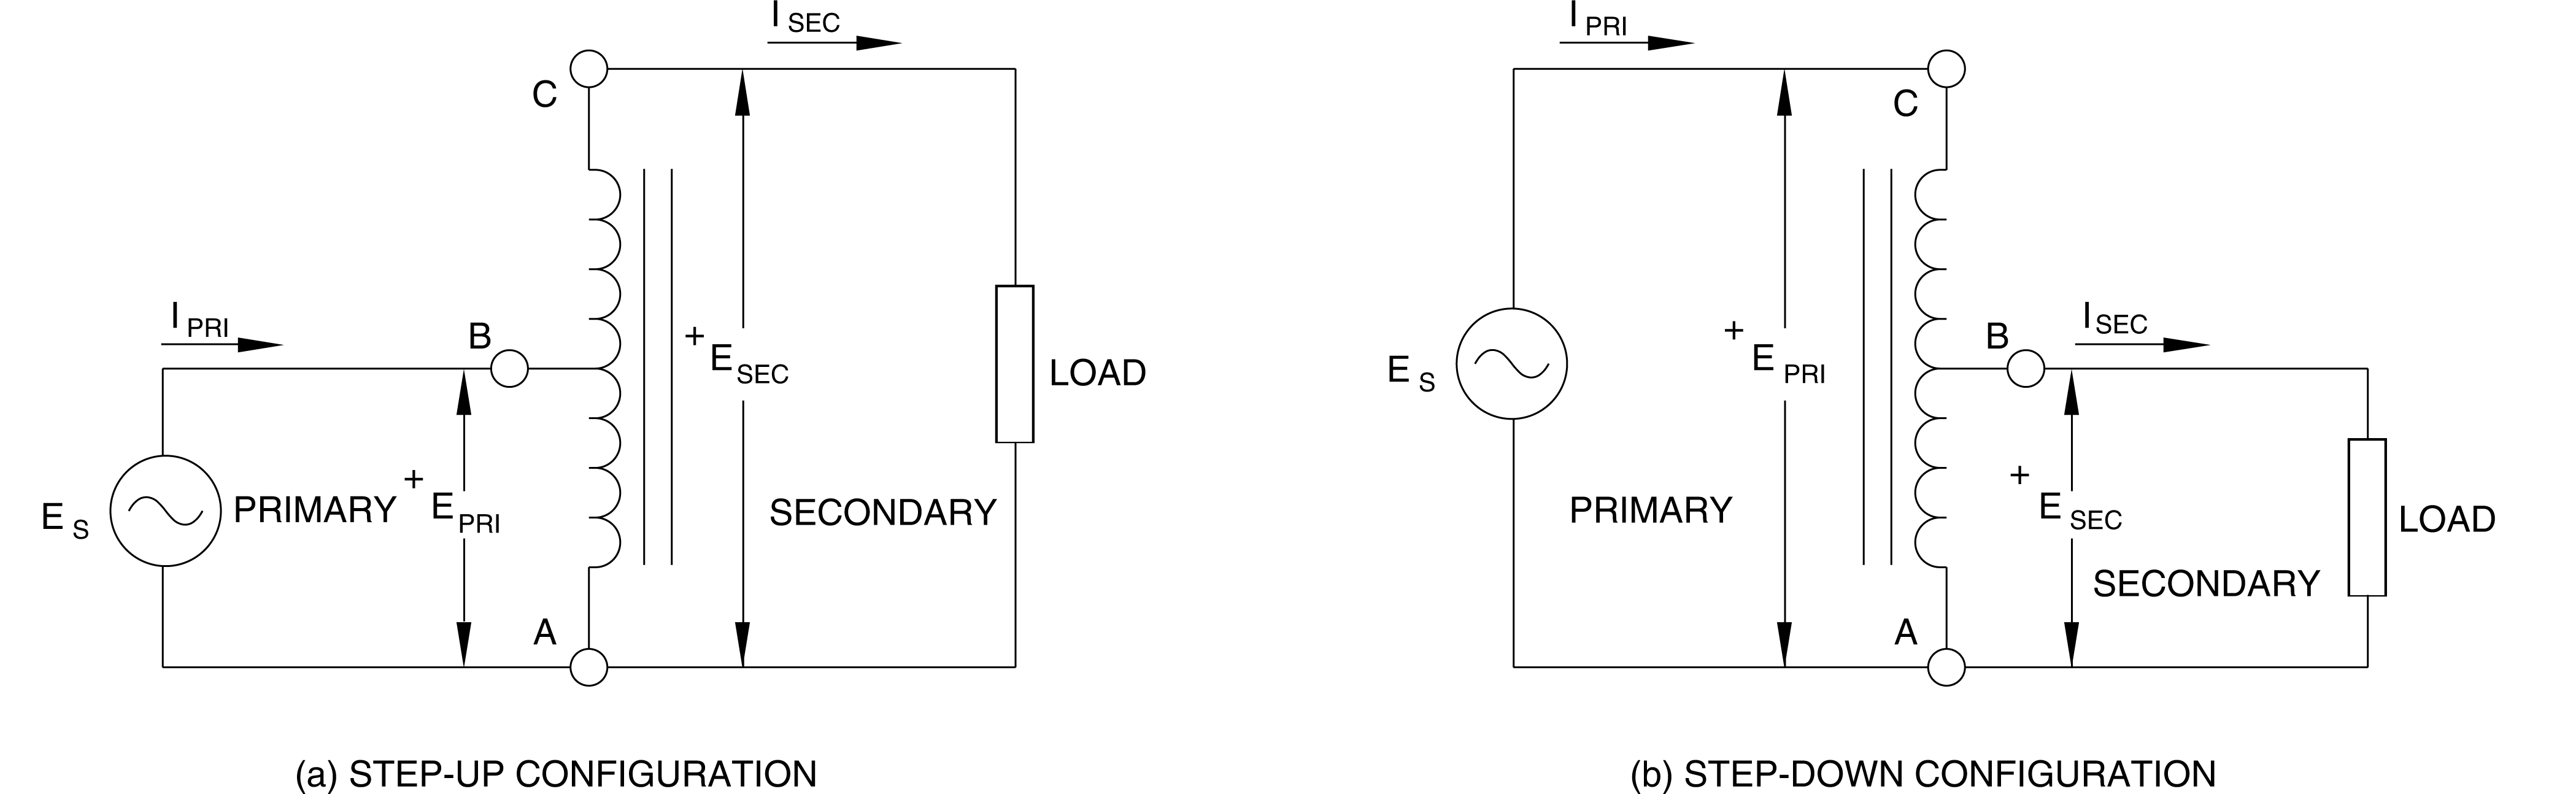 I SEC
C
I PRI
B
+
E SEC
LOAD
E S
PRIMARY
+
E PRI
SECONDARY
A
(a) STEP-UP CONFIGURATION
I PRI
C
+
E PRI
E S
B
I SEC
PRIMARY
+
E SEC
LOAD
SECONDARY
A
(b) STEP-DOWN CONFIGURATION